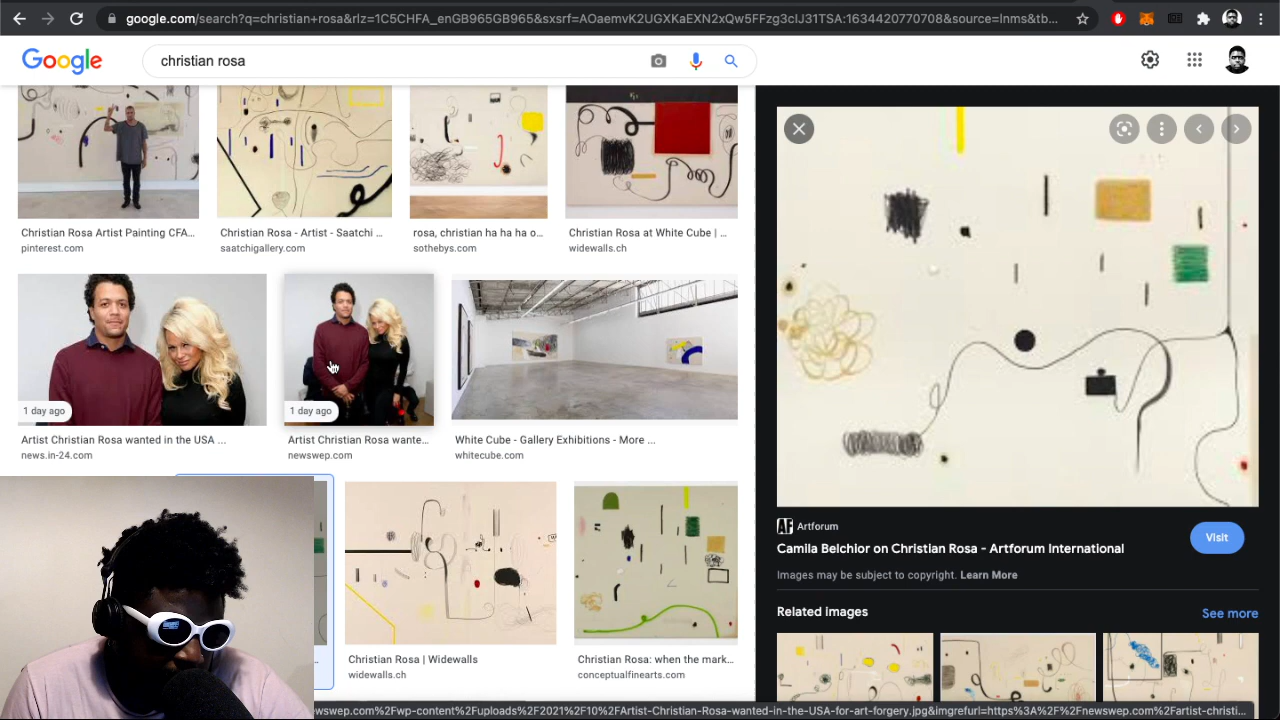 google.com/search?q=christian+rosa&rlz=1C5CHFA_enGB965GB965&sxsrf=AOaemvK2UGXKaEXN2xQw5FFzg3cIJ31TSA:1634420770708&source=lnms&tb...
Google
christian rosa
Christian Rosa Artist Painting CFA...
pinterest.com
Christian Rosa - Artist - Saatchi ...
saatchigallery.com
rosa, christian ha ha ha o...
sothebys.com
Christian Rosa at White Cube | ...
widewalls.ch
1 day ago
Artist Christian Rosa wanted in the USA ...
news.in-24.com
1 day ago
Artist Christian Rosa wante...
newswep.com
White Cube - Gallery Exhibitions - More ...
whitecube.com
Christian Rosa | Widewalls
widewalls.ch
Christian Rosa: when the mark...
conceptualfinearts.com
AF Artforum
Camila Belchior on Christian Rosa - Artforum International
Visit
Images may be subject to copyright. Learn More
Related images
See more
wswep.com%2Fwp-content%2Fuploads%2F2021%2F10%2FArtist-Christian-Rosa-wanted-in-the-USA-for-art-forgery.jpg&imgrefurl=https%3A%2F%2Fnewswep.com%2Fartist-christi...